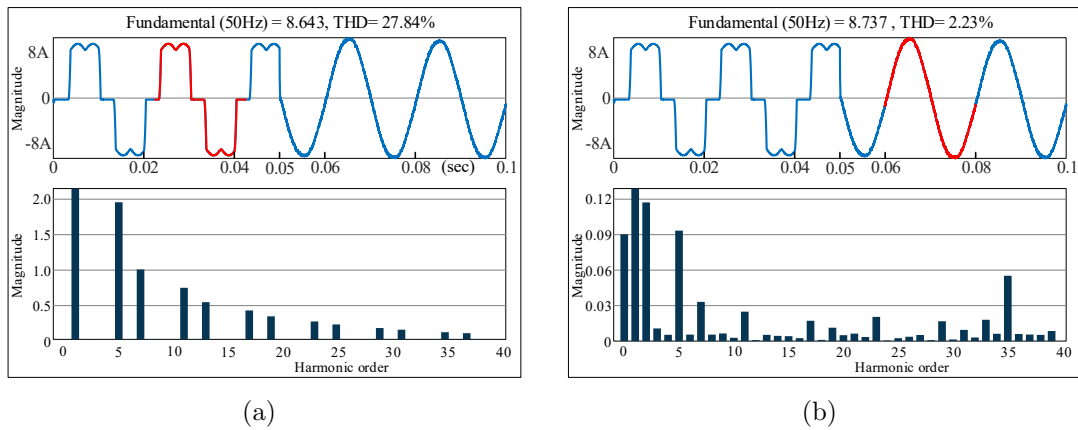 Fundamental (50Hz) = 8.643, THD= 27.84%
Magnitude
8A
0
-8A
0 0.02 0.04 0.05 0.06 (sec) 0.08 0.1
Magnitude
2.0
1.5
1.0
0.5
0
0 5 10 15 20 25 30 35 40
Harmonic order
(a)
Fundamental (50Hz) = 8.737 , THD= 2.23%
Magnitude
8A
0
-8A
0 0.02 0.04 0.05 0.06 0.08 0.1
Magnitude
0.12
0.09
0.06
0.03
0
0 5 10 15 20 25 30 35 40
Harmonic order
(b)